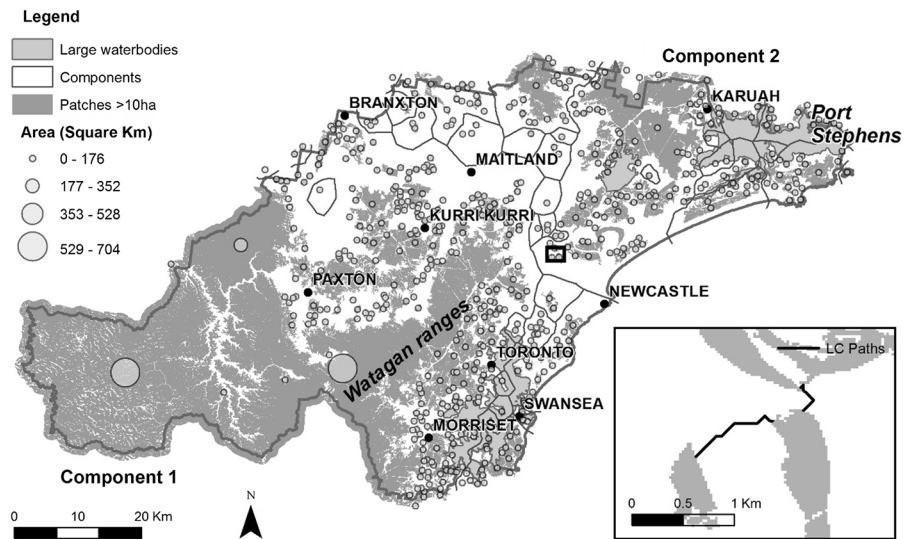 Legend
Large waterbodies
Components
Patches >10ha
Area (Square Km)
0 - 176
177 - 352
353 - 528
529 - 704
Component 2
BRANXTON
KARUAH
Port
Stephens
MAITLAND
KURRI KURRI
PAXTON
NEWCASTLE
Watagan ranges
TORONTO
SWANSEA
MORRISET
Component 1
N
0 10 20 Km
LC Paths
0 0.5 1 Km